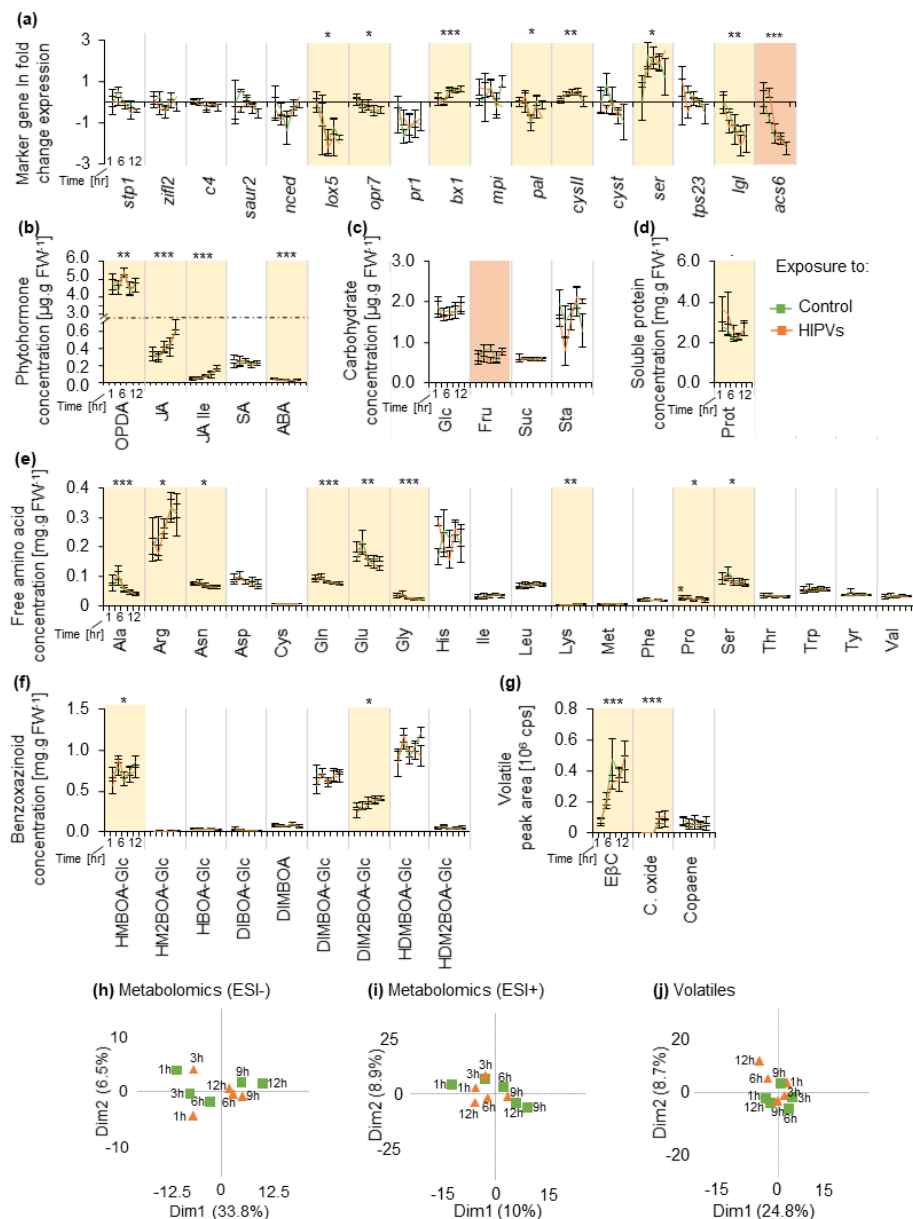 (a)
* * *** * ** * ** ***
Marker gene ln fold
change expression
3
1
-1
-3
1 6 12
Time [hr]
stp1 zifl2 c4 saur2 nced lox5 opr7 pr1 bx1 mpi pal cysII cyst ser tps23 lgl acs6
(b)
Phytohormone
concentration [µg.g FW-1]
6.0
5.0
4.0
3.0
0.6
0.4
0.2
0.0
** *** *** ***
1 6 12
Time [hr]
OPDA JA JA Ile SA ABA
(c)
Carbohydrate
concentration [µg.g FW-1]
3.0
2.0
1.0
0.0
1 6 12
Time [hr]
Glc Fru Suc Sta
(d)
Soluble protein
concentration [mg.g FW-1]
6.0
4.0
2.0
0.0
1 6 12
Time [hr]
Prot
Exposure to:
Control
HIPVs
(e)
Free amino acid
concentration [mg.g FW-1]
0.4
0.3
0.2
0.1
0
*** * * *** ** *** ** * *
*
1 6 12
Time [hr]
Ala Arg Asn Asp Cys Gln Glu Gly His Ile Leu Lys Met Phe Pro Ser Thr Trp Tyr Val
(f)
Benzoxazinoid
concentration [mg.g FW-1]
1.5
1.0
0.5
0.0
* *
1 6 12
Time [hr]
HMBOA-Glc HM2BOA-Glc HBOA-Glc DIBOA-Glc DIMBOA DIMBOA-Glc DIM2BOA-Glc HDMBOA-Glc HDM2BOA-Glc
(g)
Volatile
peak area [10⁶ cps]
0.8
0.6
0.4
0.2
0
*** ***
1 6 12
Time [hr]
EβC C. oxide Copaene
(h) Metabolomics (ESI-)
Dim2 (6.5%)
10
0
-10
1h 3h 3h 6h 1h 12h 9h 9h 12h
-12.5 0 12.5
Dim1 (33.8%)
(i) Metabolomics (ESI+)
Dim2 (8.9%)
25
0
-25
1h 1h 3h 3h 6h 12h 6h 9h 12h 9h
-15 0 15
Dim1 (10%)
(j) Volatiles
Dim2 (8.7%)
20
0
-20
12h 6h 9h 1h 1h 3h 3h 12h 9h 6h
-15 0 15
Dim1 (24.8%)